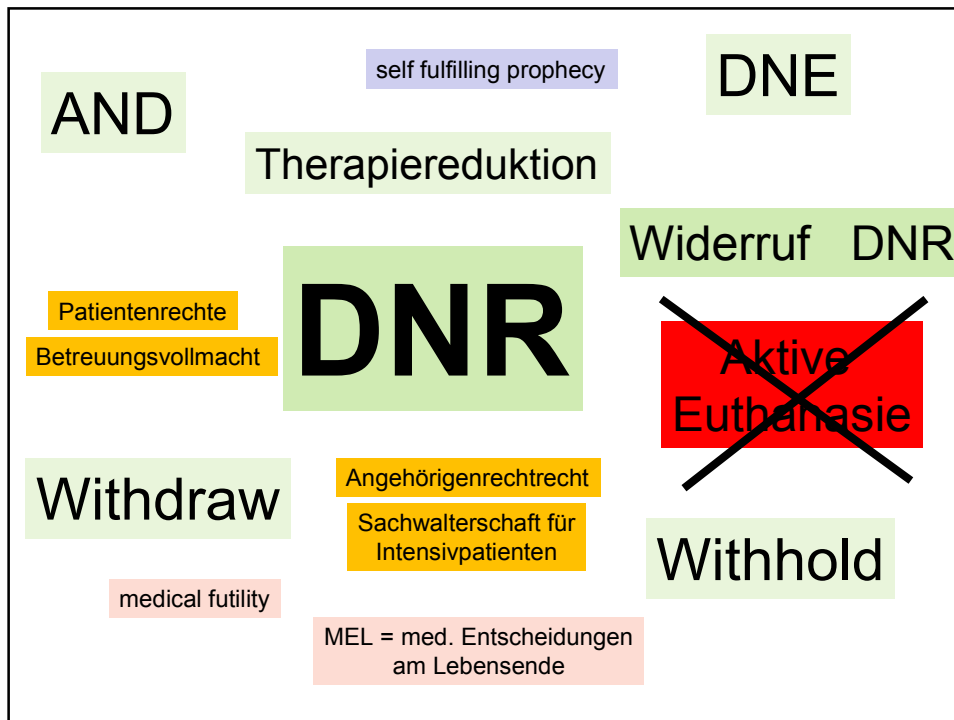 self fulfilling prophecy
DNE
AND
Therapiereduktion
Widerruf DNR
DNR
Patientenrechte
Betreuungsvollmacht
Aktive
Euthanasie
Withdraw
Angehörigenrechtrecht
Sachwalterschaft für
Intensivpatienten
Withhold
medical futility
MEL = med. Entscheidungen
am Lebensende